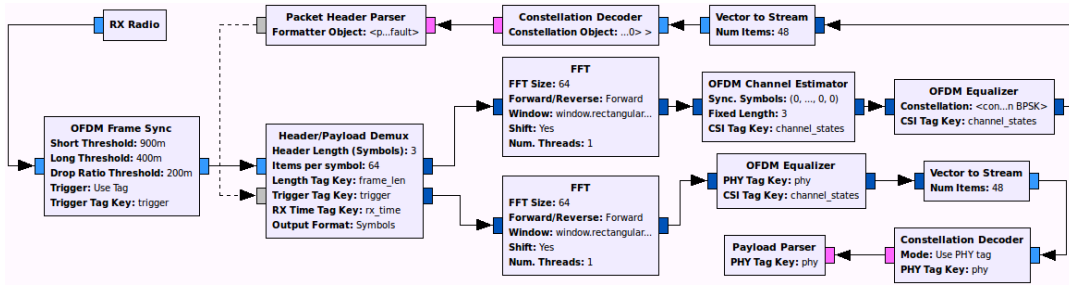 RX Radio
Packet Header Parser
Formatter Object: <p...fault>
Constellation Decoder
Constellation Object: ...0> >
Vector to Stream
Num Items: 48
FFT
FFT Size: 64
Forward/Reverse: Forward
Window: window.rectangular...
Shift: Yes
Num. Threads: 1
OFDM Channel Estimator
Sync. Symbols: (0, ..., 0, 0)
Fixed Length: 3
CSI Tag Key: channel_states
OFDM Equalizer
Constellation: <con...n BPSK>
CSI Tag Key: channel_states
OFDM Frame Sync
Short Threshold: 900m
Long Threshold: 400m
Drop Ratio Threshold: 200m
Trigger: Use Tag
Trigger Tag Key: trigger
Header/Payload Demux
Header Length (Symbols): 3
Items per symbol: 64
Length Tag Key: frame_len
Trigger Tag Key: trigger
RX Time Tag Key: rx_time
Output Format: Symbols
FFT
FFT Size: 64
Forward/Reverse: Forward
Window: window.rectangular...
Shift: Yes
Num. Threads: 1
OFDM Equalizer
PHY Tag Key: phy
CSI Tag Key: channel_states
Vector to Stream
Num Items: 48
Payload Parser
PHY Tag Key: phy
Constellation Decoder
Mode: Use PHY tag
PHY Tag Key: phy